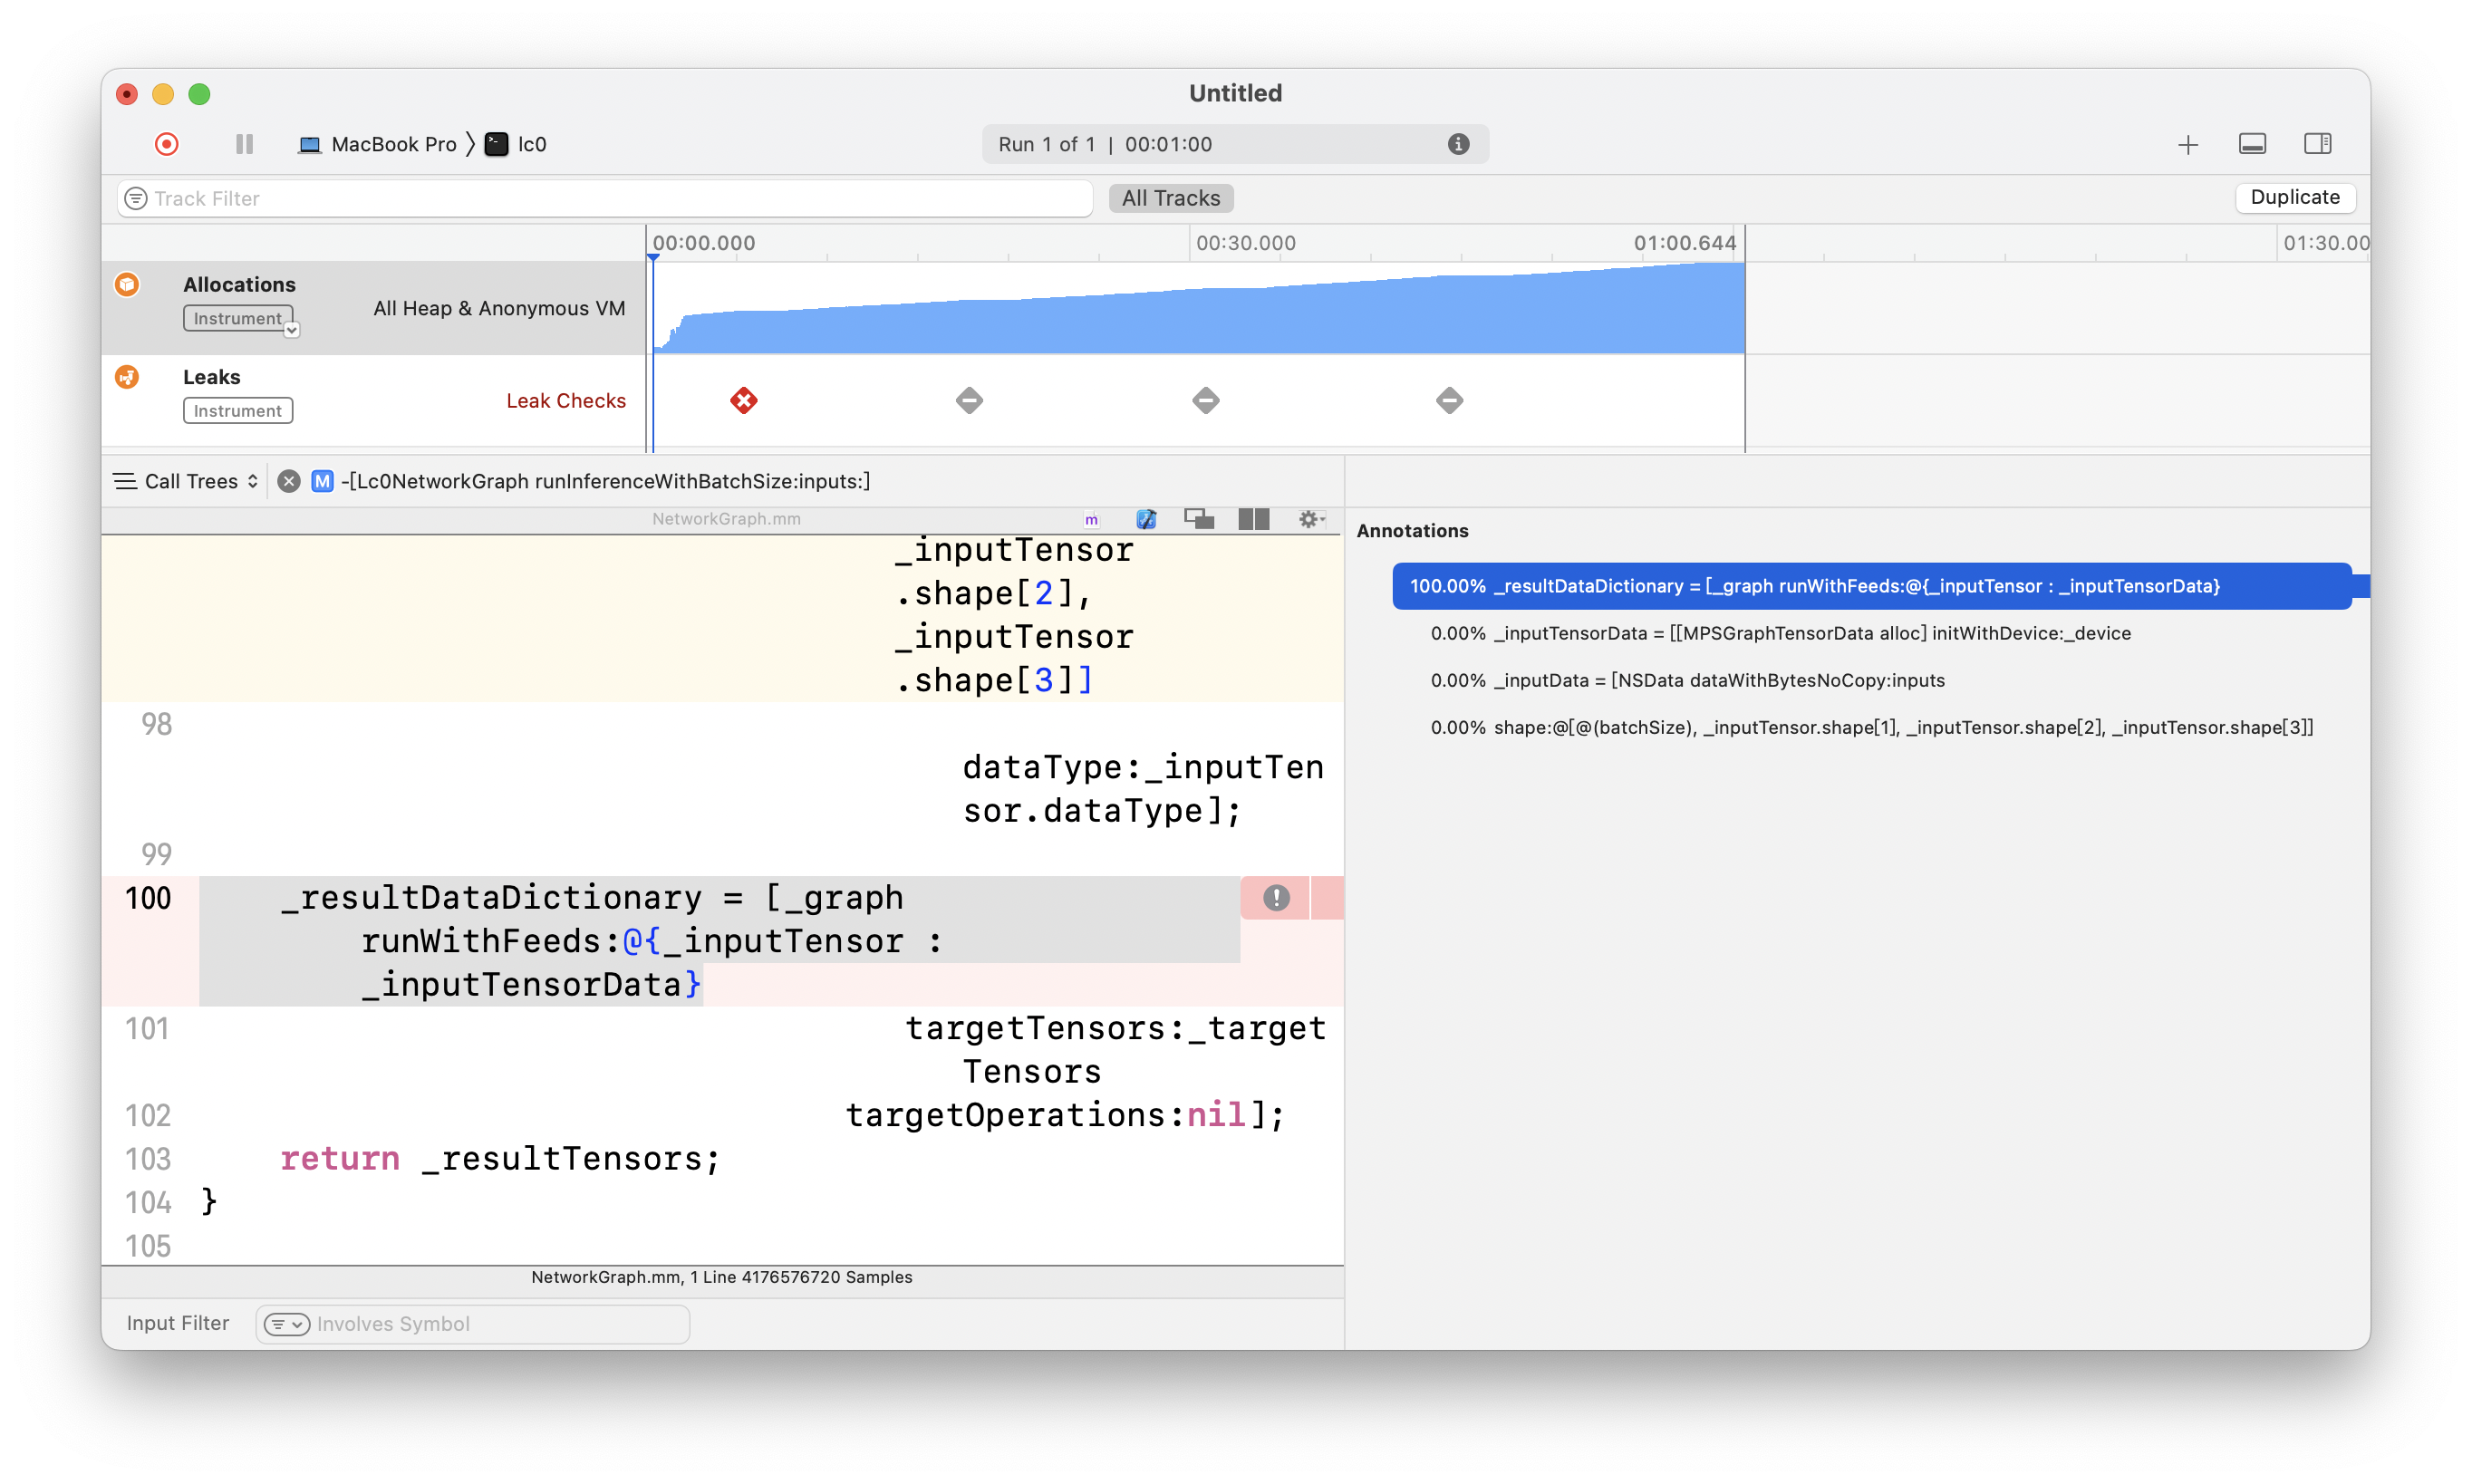 Untitled
MacBook Pro 〉 lc0
Run 1 of 1 | 00:01:00
Track Filter
All Tracks
Duplicate
00:00.000
00:30.000
01:00.644
01:30.00
Allocations
Instrument
All Heap & Anonymous VM
Leaks
Instrument
Leak Checks
Call Trees
M -[Lc0NetworkGraph runInferenceWithBatchSize:inputs:]
NetworkGraph.mm
m
_inputTensor
.shape[2],
_inputTensor
.shape[3]]
98
dataType:_inputTen
sor.dataType];
99
100 _resultDataDictionary = [_graph
runWithFeeds:@{_inputTensor :
_inputTensorData}
101 targetTensors:_target
Tensors
102 targetOperations:nil];
103 return _resultTensors;
104 }
105
NetworkGraph.mm, 1 Line 4176576720 Samples
Input Filter
Involves Symbol
Annotations
100.00% _resultDataDictionary = [_graph runWithFeeds:@{_inputTensor : _inputTensorData}
0.00% _inputTensorData = [[MPSGraphTensorData alloc] initWithDevice:_device
0.00% _inputData = [NSData dataWithBytesNoCopy:inputs
0.00% shape:@[@(batchSize), _inputTensor.shape[1], _inputTensor.shape[2], _inputTensor.shape[3]]